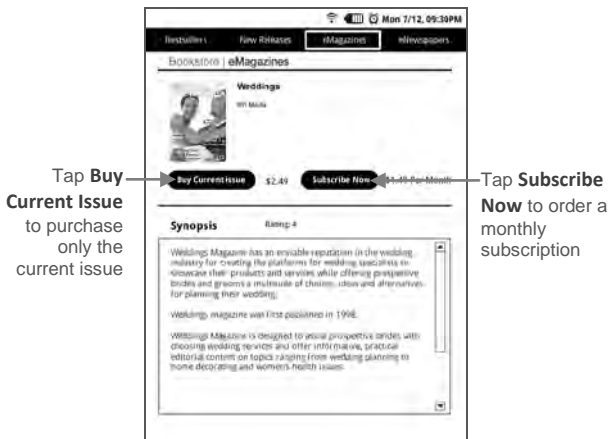 Mon 7/12, 09:30PM
Bestsellers New Releases eMagazines eNewspapers
Bookstore | eMagazines
Weddings
Tap Buy
Current Issue
to purchase
only the
current issue
Buy Current Issue $2.49 Subscribe Now $1.49 Per Month
Tap Subscribe
Now to order a
monthly
subscription
Synopsis Rating: 4
Weddings Magazine has an enviable reputation in the wedding
industry for creating the platforms for wedding specialists to
showcase their products and services while offering prospective
brides and grooms a multitude of choices, ideas and alternatives
for planning their wedding.
Weddings magazine was first published in 1998.
Weddings Magazine is designed to assist prospective brides with
choosing wedding services and offer informative, practical
editorial content on topics ranging from wedding planning to
home decorating and women's health issues.